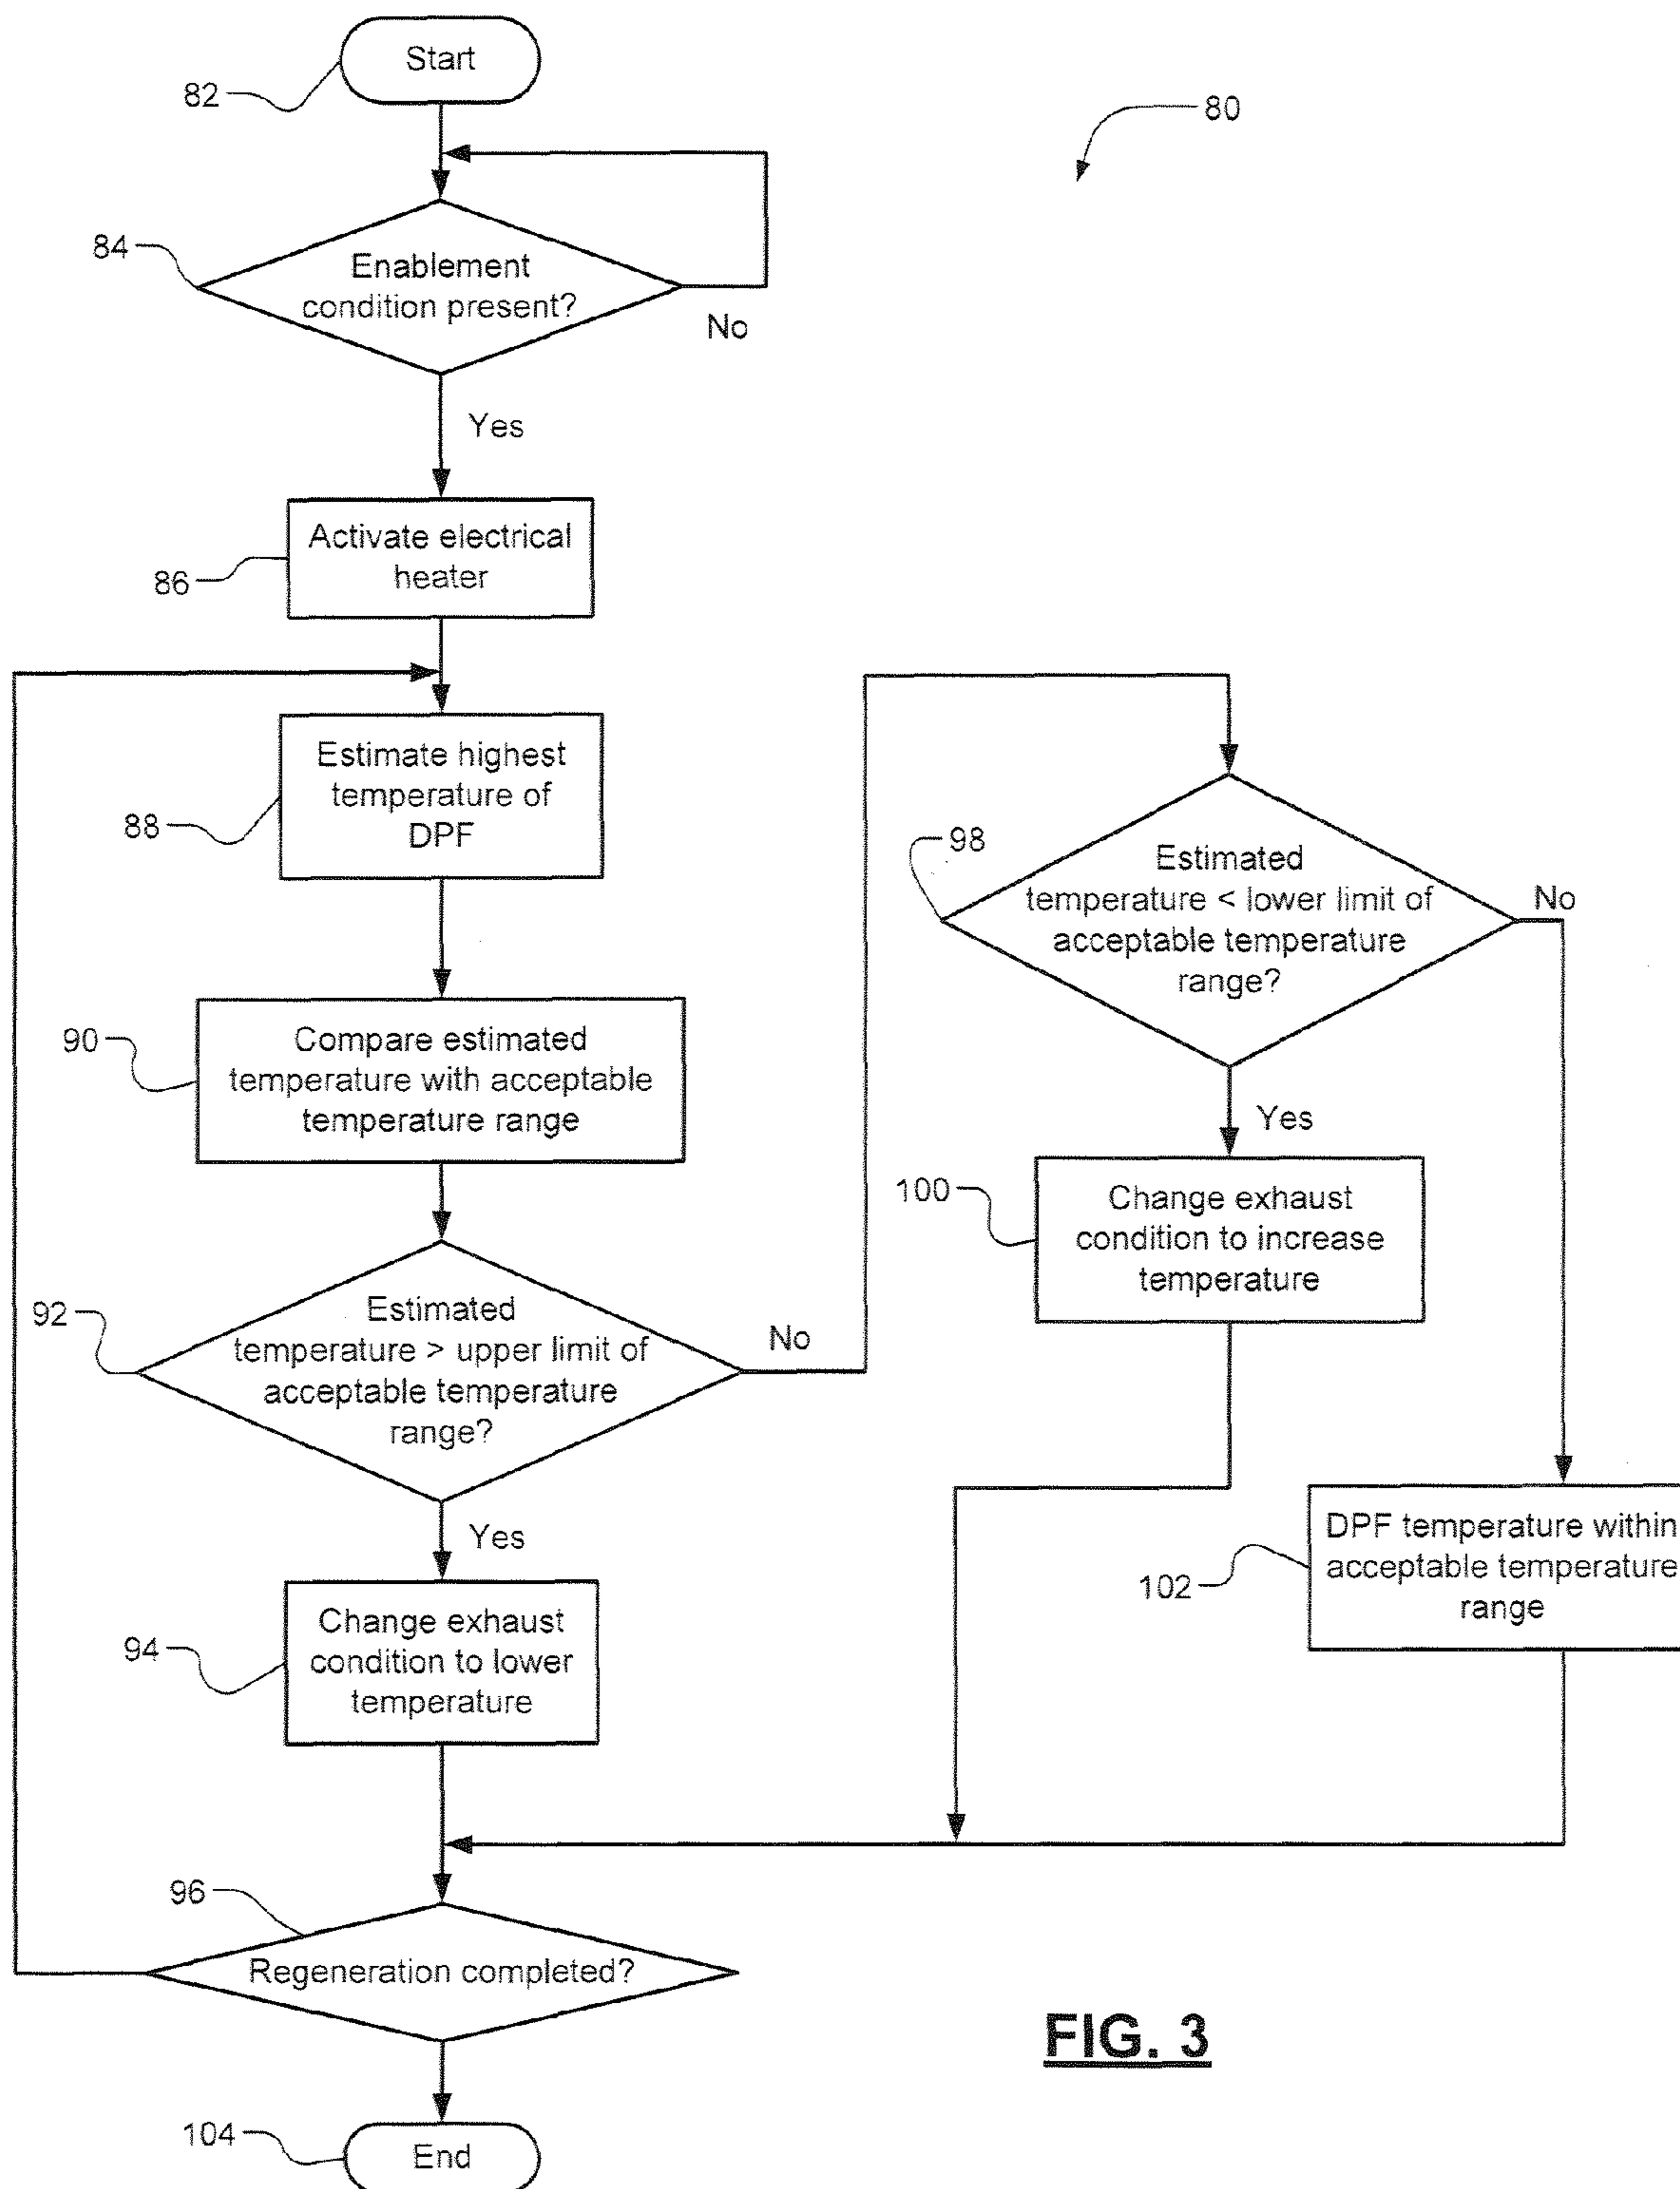 Start
82
80
84
Enablement
condition present?
No
Yes
Activate electrical
heater
86
Estimate highest
temperature of
DPF
88
98
Estimated
temperature < lower limit of
acceptable temperature
range?
No
90
Compare estimated
temperature with acceptable
temperature range
Yes
100
Change exhaust
condition to increase
temperature
92
Estimated
temperature > upper limit of
acceptable temperature
range?
No
Yes
102
DPF temperature within
acceptable temperature
range
94
Change exhaust
condition to lower
temperature
96
Regeneration completed?
FIG. 3
104
End